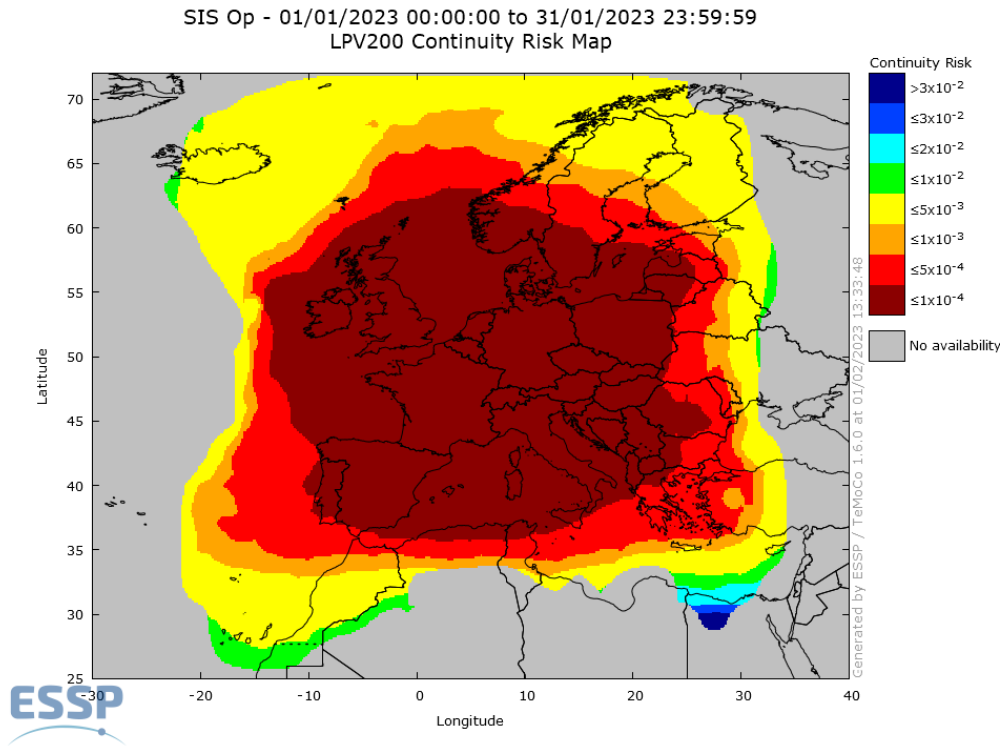 SIS Op - 01/01/2023 00:00:00 to 31/01/2023 23:59:59
LPV200 Continuity Risk Map
Continuity Risk
>3x10-2
≤3x10-2
≤2x10-2
≤1x10-2
≤5x10-3
≤1x10-3
≤5x10-4
≤1x10-4
No availability
Latitude
70
65
60
55
50
45
40
35
30
25
-30
-20
-10
0
10
20
30
40
Longitude
Generated by ESSP / TeMoCo 1.6.0 at 01/02/2023 13:33:48
ESSP